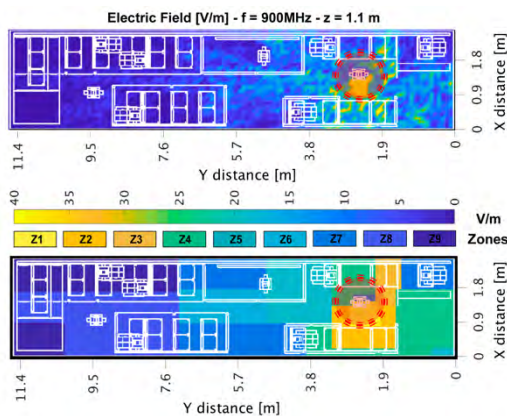 Electric Field [V/m] - f = 900MHz - z = 1.1 m
1.8
0.9
0
X distance [m]
11.4 9.5 7.6 5.7 3.8 1.9 0
Y distance [m]
40 35 30 25 20 15 10 5 0
V/m
Z1 Z2 Z3 Z4 Z5 Z6 Z7 Z8 Z9 Zones
1.8
0.9
0
X distance [m]
11.4 9.5 7.6 5.7 3.8 1.9 0
Y distance [m]